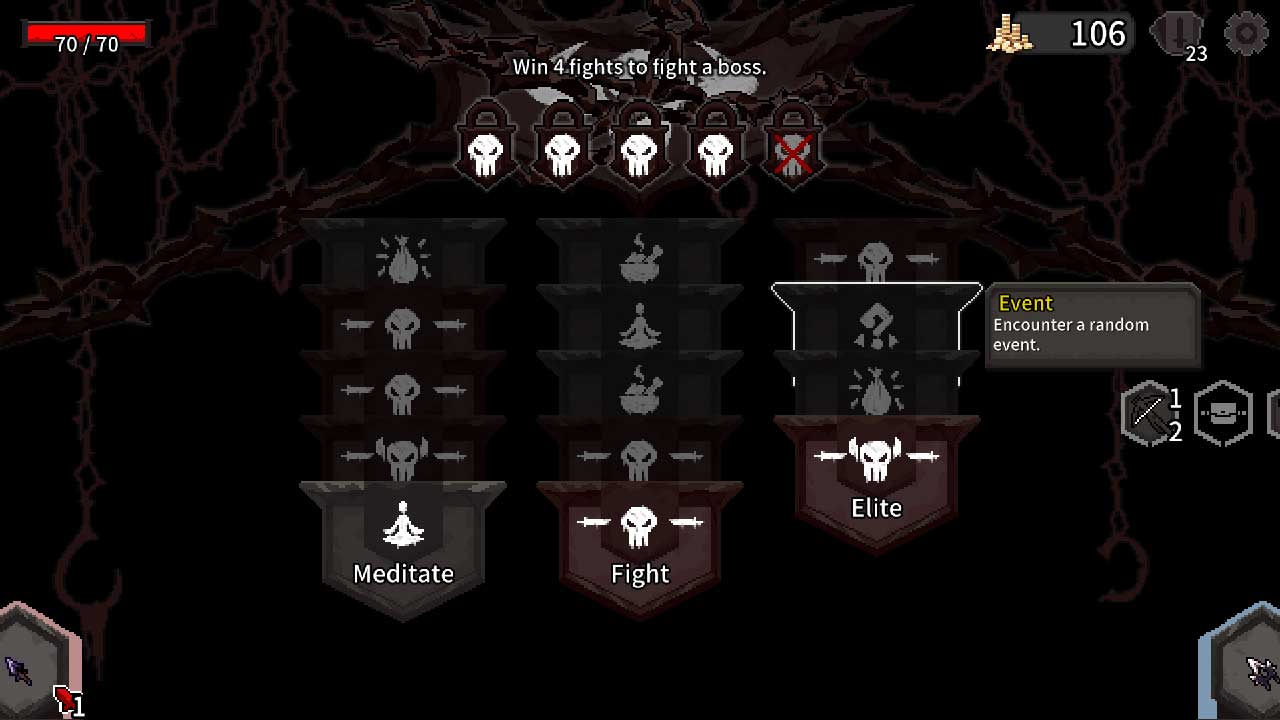 70 / 70
106
23
Win 4 fights to fight a boss.
Event
Encounter a random
event.
1
2
Elite
Meditate
Fight
1